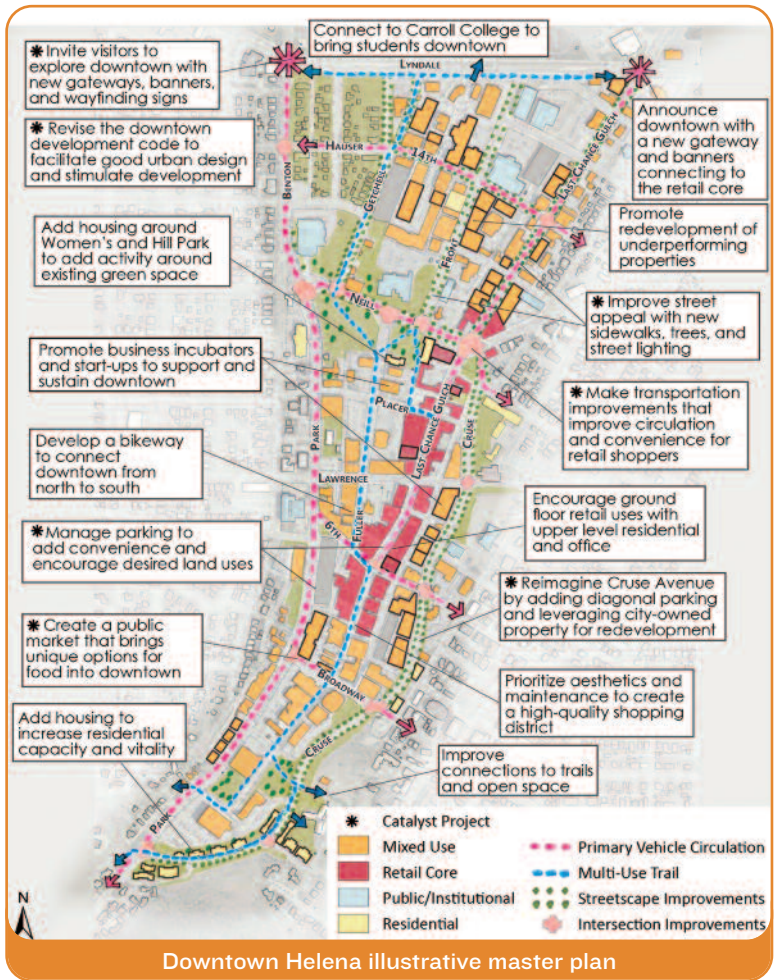 Connect to Carroll College to
bring students downtown
✱ Invite visitors to
explore downtown with
new gateways, banners,
and wayfinding signs
LYNDALE
Announce
downtown with
a new gateway
and banners
connecting to
the retail core
✱ Revise the downtown
development code to
facilitate good urban design
and stimulate development
HAUSER
14TH
LAST CHANCE GULCH
BENTON
GETCHELL
FRONT
Promote
redevelopment of
underperforming
properties
Add housing around
Women's and Hill Park
to add activity around
existing green space
NEILL
✱ Improve street
appeal with new
sidewalks, trees, and
street lighting
Promote business incubators
and start-ups to support and
sustain downtown
PLACER
LAST CHANCE GULCH
CRUSE
✱ Make transportation
improvements that
improve circulation
and convenience for
retail shoppers
PARK
Develop a bikeway
to connect
downtown from
north to south
LAWRENCE
FULLER
6TH
Encourage ground
floor retail uses with
upper level residential
and office
✱ Manage parking to
add convenience and
encourage desired land uses
✱ Reimagine Cruse Avenue
by adding diagonal parking
and leveraging city-owned
property for redevelopment
✱ Create a public
market that brings
unique options for
food into downtown
BROADWAY
Prioritize aesthetics and
maintenance to create
a high-quality shopping
district
Add housing to
increase residential
capacity and vitality
CRUSE
Improve
connections to trails
and open space
PARK
✱ Catalyst Project
Mixed Use
Retail Core
Public/Institutional
Residential
Primary Vehicle Circulation
Multi-Use Trail
Streetscape Improvements
Intersection Improvements
N
Downtown Helena illustrative master plan